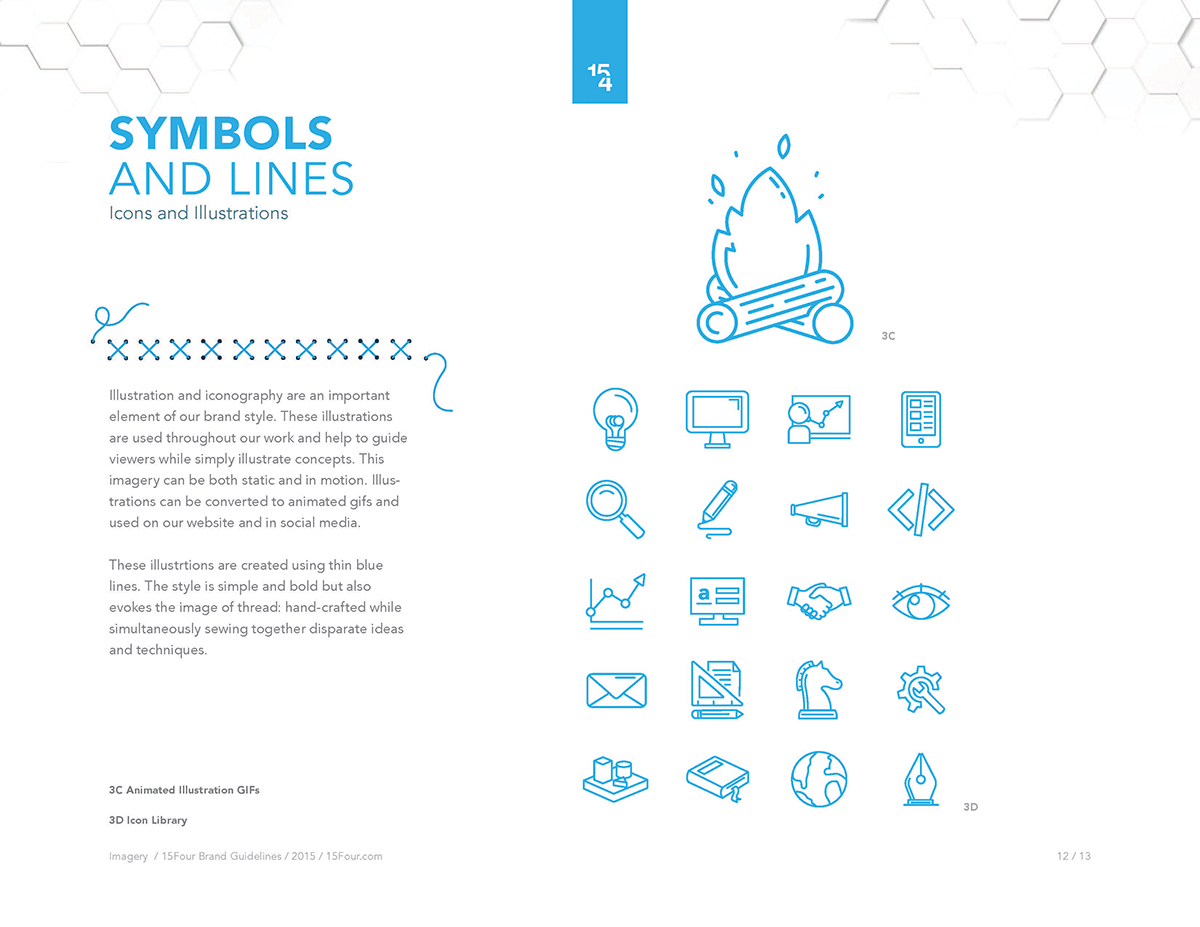 15
4
SYMBOLS
AND LINES
Icons and Illustrations
Illustration and iconography are an important
element of our brand style. These illustrations
are used throughout our work and help to guide
viewers while simply illustrate concepts. This
imagery can be both static and in motion. Illus-
trations can be converted to animated gifs and
used on our website and in social media.
These illustrtions are created using thin blue
lines. The style is simple and bold but also
evokes the image of thread: hand-crafted while
simultaneously sewing together disparate ideas
and techniques.
3C Animated Illustration GIFs
3D Icon Library
3C
a
3D
Imagery / 15Four Brand Guidelines / 2015 / 15Four.com
12 / 13